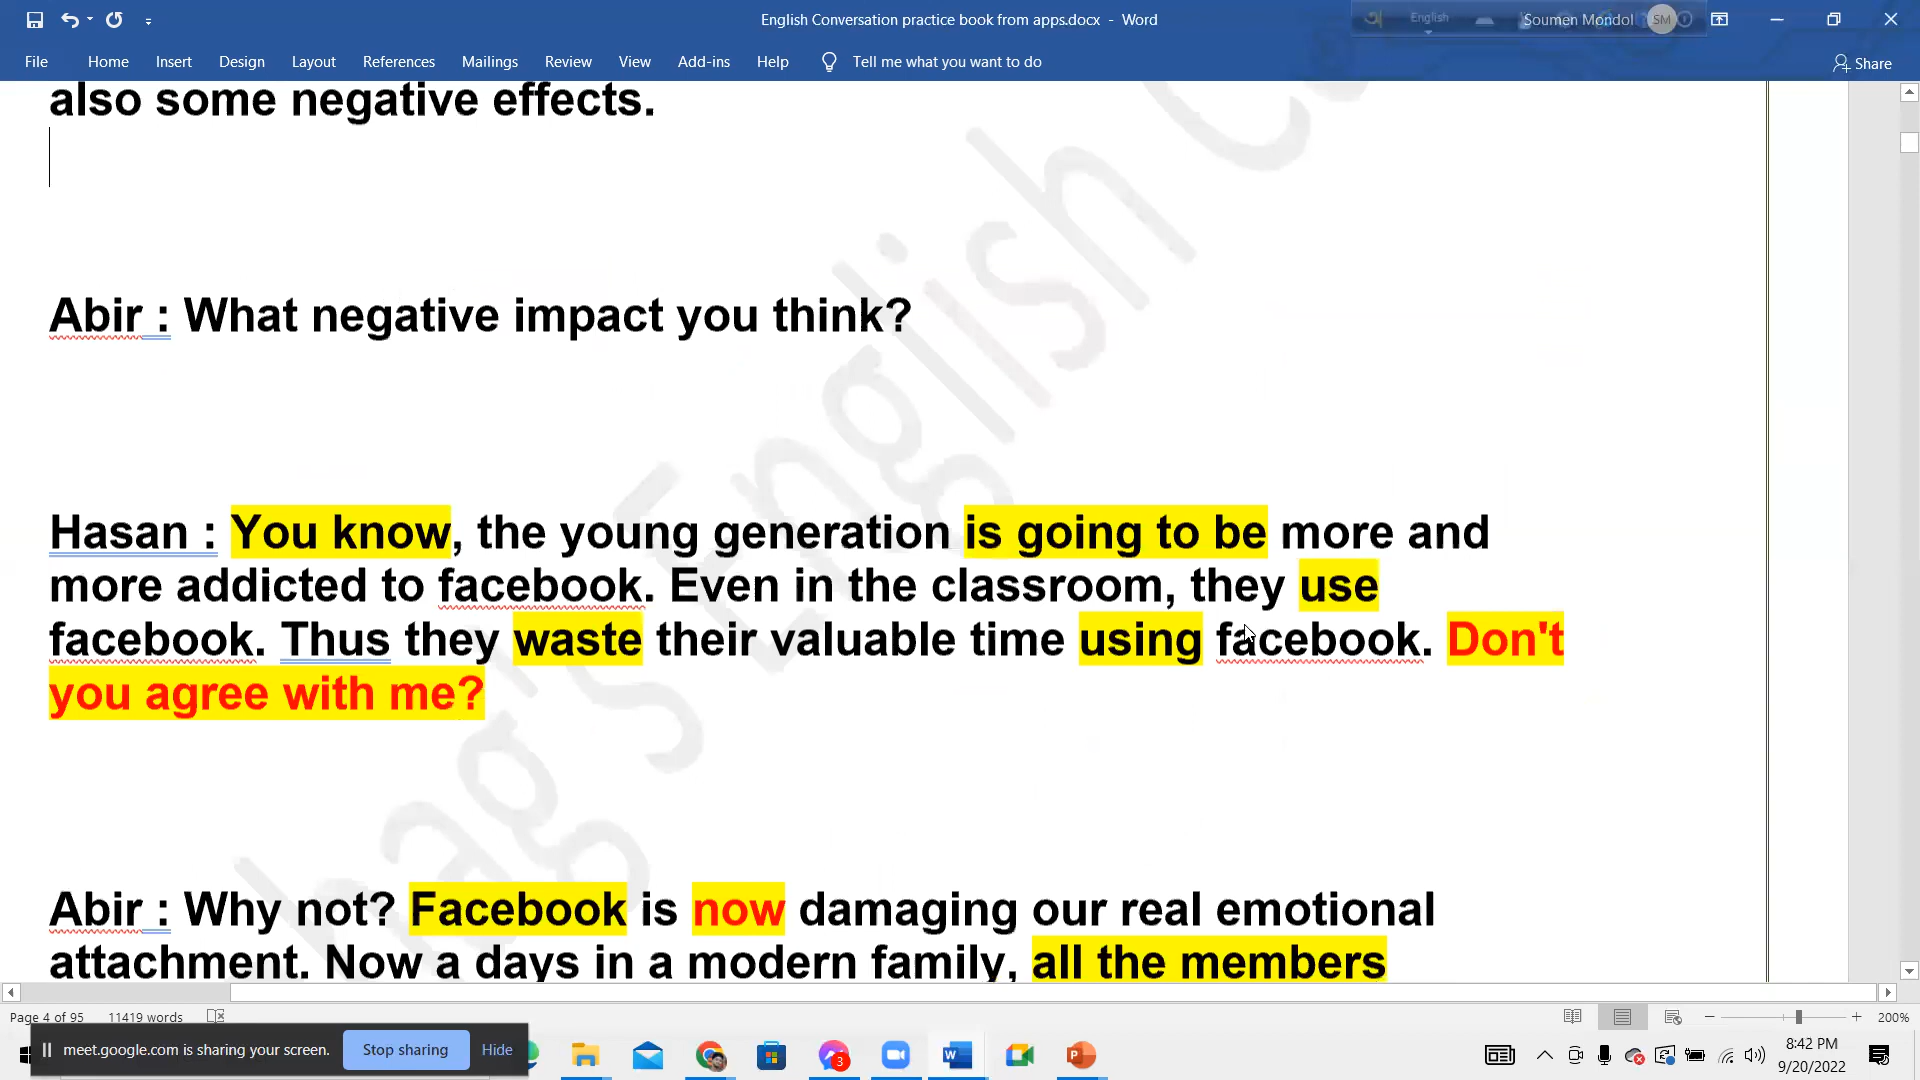 English Conversation practice book from apps.docx - Word
English
Soumen Mondol
SM
File
Home
Insert
Design
Layout
References
Mailings
Review
View
Add-ins
Help
Tell me what you want to do
Share
also some negative effects.
Abir : What negative impact you think?
Hasan : You know, the young generation is going to be more and
more addicted to facebook. Even in the classroom, they use
facebook. Thus they waste their valuable time using facebook. Don't
you agree with me?
Abir : Why not? Facebook is now damaging our real emotional
attachment. Now a days in a modern family, all the members
hag's English C
Page 4 of 95
11419 words
200%
meet.google.com is sharing your screen.
Stop sharing
Hide
3
8:42 PM
9/20/2022